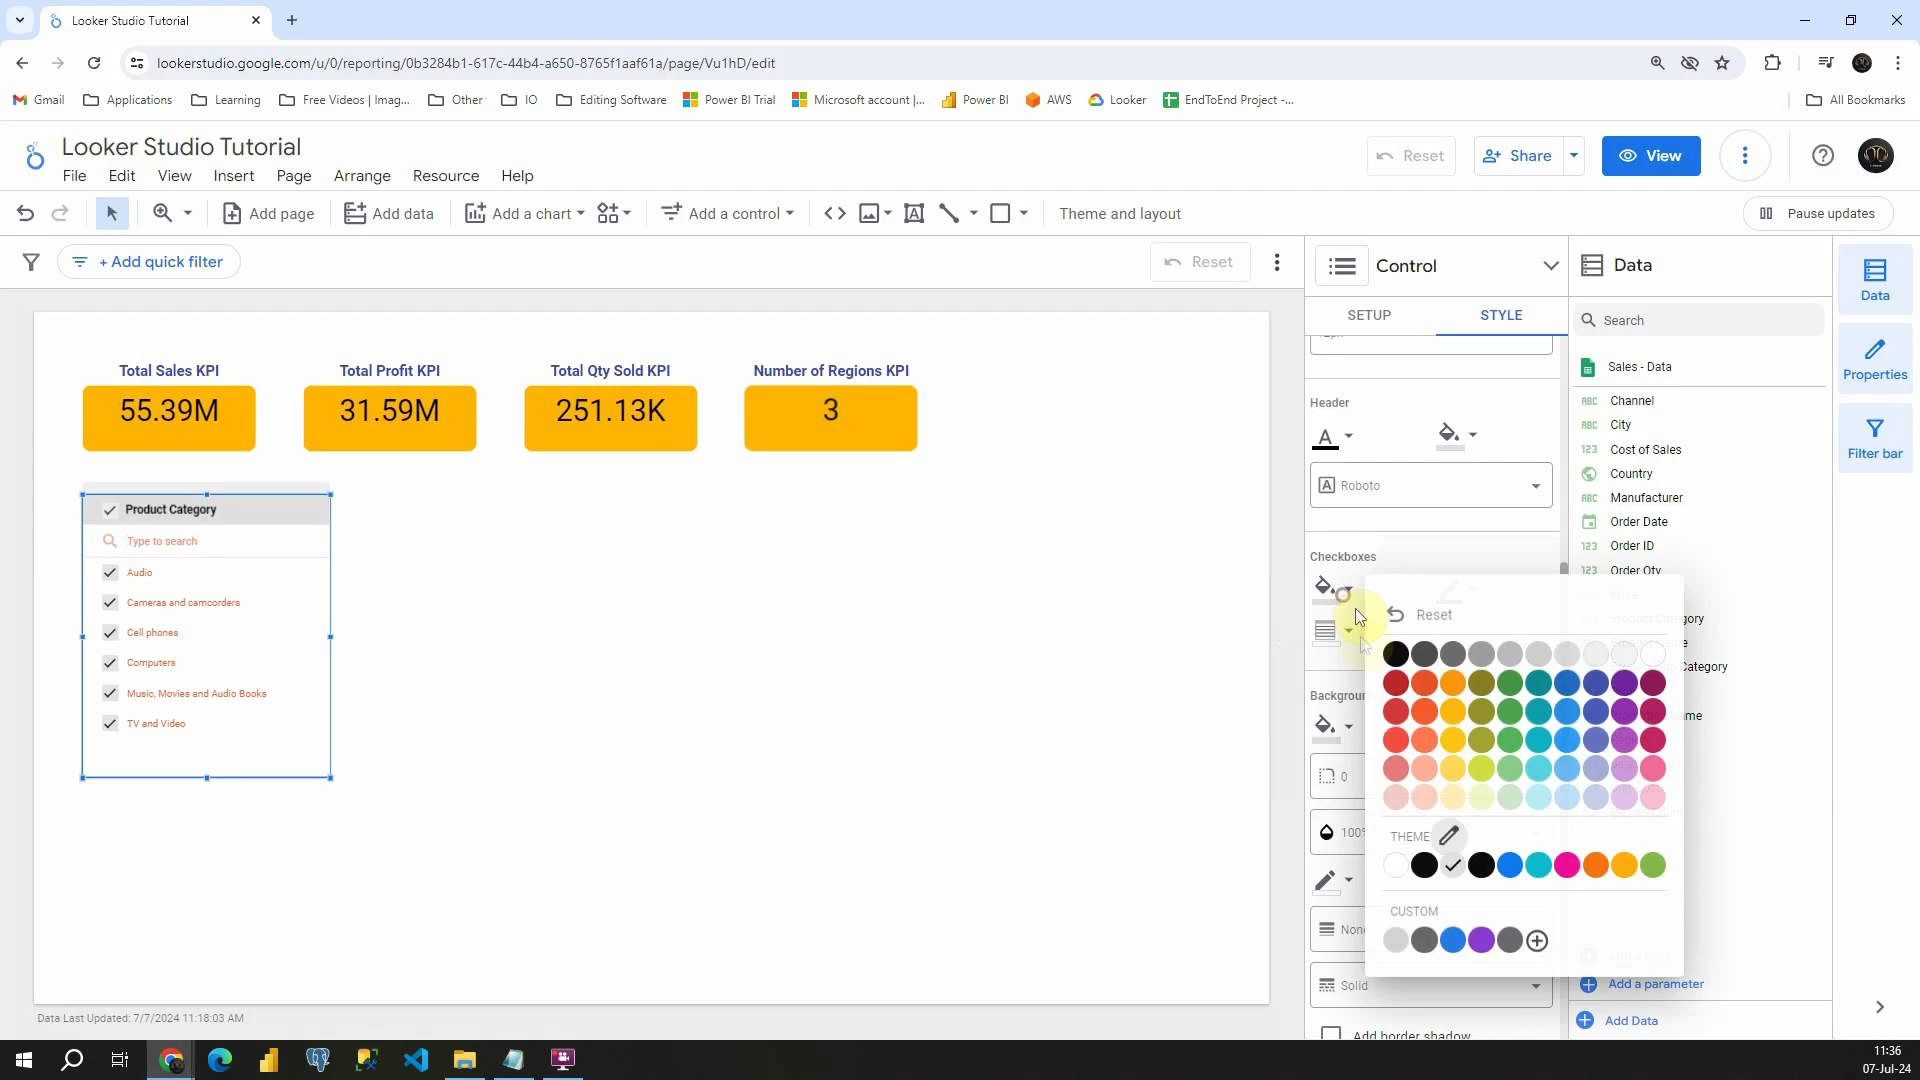 Looker Studio Tutorial
lookerstudio.google.com/u/0/reporting/0b3284b1-617c-44b4-a650-8765f1aaf61a/page/Vu1hD/edit
Gmail
Applications
Learning
Free Videos | Imag...
Other
IO
Editing Software
Power BI Trial
Microsoft account |...
Power BI
AWS
Looker
EndToEnd Project -...
All Bookmarks
Looker Studio Tutorial
Reset
Share
View
File Edit View Insert Page Arrange Resource Help
Add page
Add data
Add a chart
Add a control
Theme and layout
Pause updates
+ Add quick filter
Reset
Control
Data
SETUP
STYLE
Search
Data
Properties
Filter bar
Total Sales KPI
55.39M
Total Profit KPI
31.59M
Total Qty Sold KPI
251.13K
Number of Regions KPI
3
Product Category
Type to search
Audio
Cameras and camcorders
Cell phones
Computers
Music, Movies and Audio Books
TV and Video
Data Last Updated: 7/7/2024 11:18:03 AM
Header
A
Roboto
Checkboxes
Reset
THEME
CUSTOM
0
Solid
Add border shadow
Sales - Data
ABC Channel
ABC City
123 Cost of Sales
Country
ABC Manufacturer
Order Date
123 Order ID
123 Order Qty
Add a parameter
Add Data
11:36
07-Jul-24